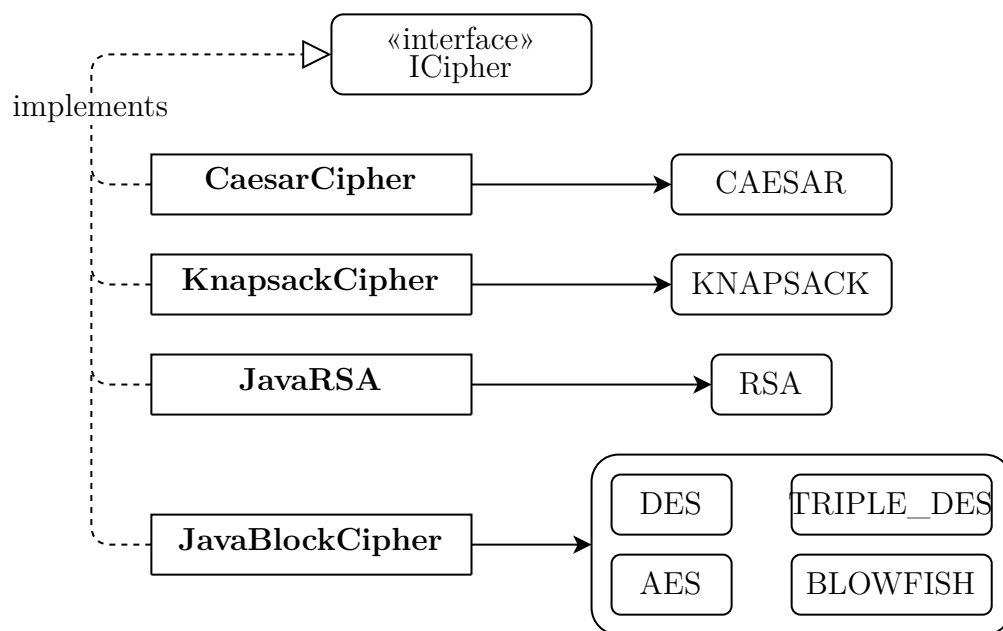 «interface»
ICipher
implements
CaesarCipher
CAESAR
KnapsackCipher
KNAPSACK
JavaRSA
RSA
DES
TRIPLE_DES
JavaBlockCipher
AES
BLOWFISH